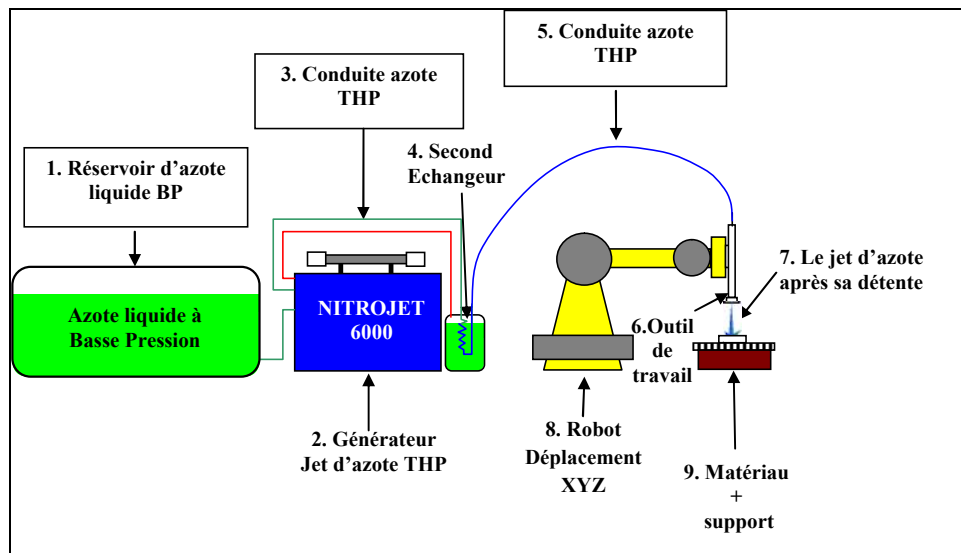 5. Conduite azote
THP
3. Conduite azote
THP
4. Second
Echangeur
1. Réservoir d'azote
liquide BP
7. Le jet d'azote
après sa détente
Azote liquide à
Basse Pression
NITROJET
6000
6.Outil
de
travail
2. Générateur
Jet d'azote THP
8. Robot
Déplacement
XYZ
9. Matériau
+
support